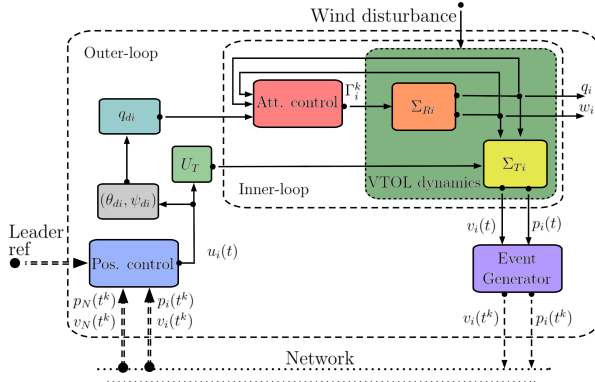 Wind disturbance
Outer-loop
Γ_i^k
q_i
Att. control
Σ_{Ri}
w_i
q_{di}
U_T
Σ_{Ti}
Inner-loop
VTOL dynamics
(θ_{di}, ψ_{di})
Leader
ref
u_i(t)
v_i(t)
p_i(t)
Pos. control
Event
Generator
p_N(t^k)
p_i(t^k)
v_N(t^k)
v_i(t^k)
v_i(t^k)
p_i(t^k)
Network